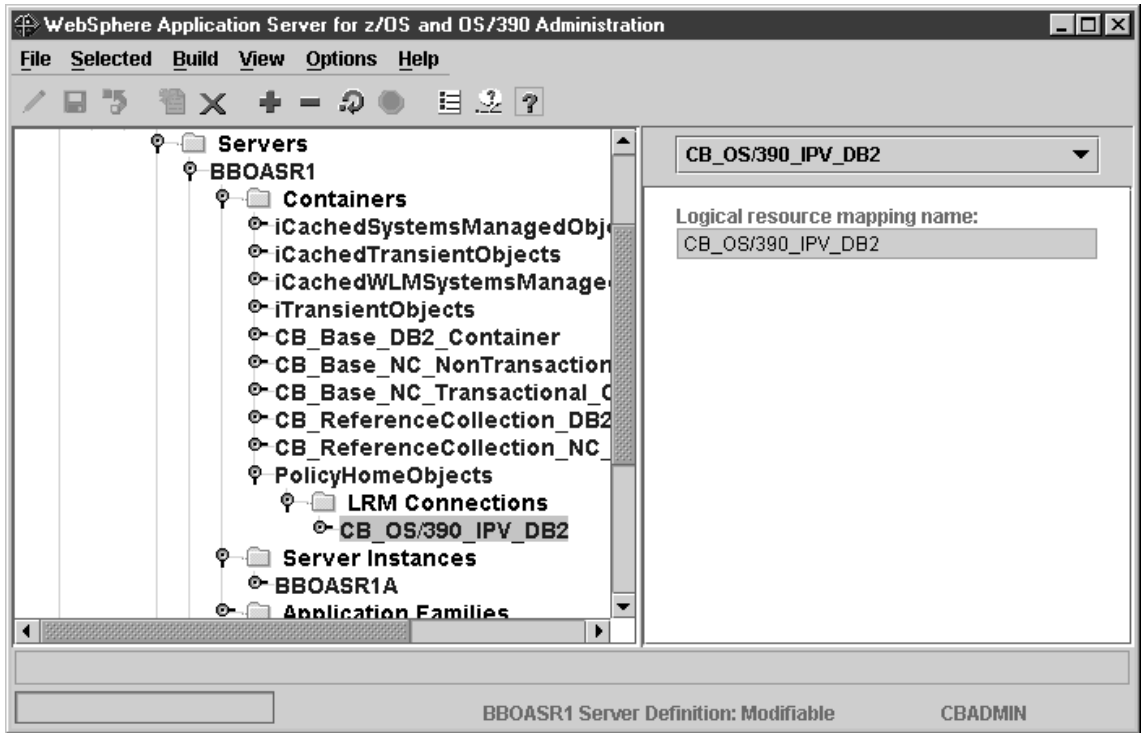 WebSphere Application Server for z/OS and OS/390 Administration
File Selected Build View Options Help
Servers
BBOASR1
Containers
iCachedSystemsManagedObj
iCachedTransientObjects
iCachedWLMSystemsManage
iTransientObjects
CB_Base_DB2_Container
CB_Base_NC_NonTransaction
CB_Base_NC_Transactional_C
CB_ReferenceCollection_DB2
CB_ReferenceCollection_NC_
PolicyHomeObjects
LRM Connections
CB_OS/390_IPV_DB2
Server Instances
BBOASR1A
Application Families
CB_OS/390_IPV_DB2
Logical resource mapping name:
CB_OS/390_IPV_DB2
BBOASR1 Server Definition: Modifiable CBADMIN